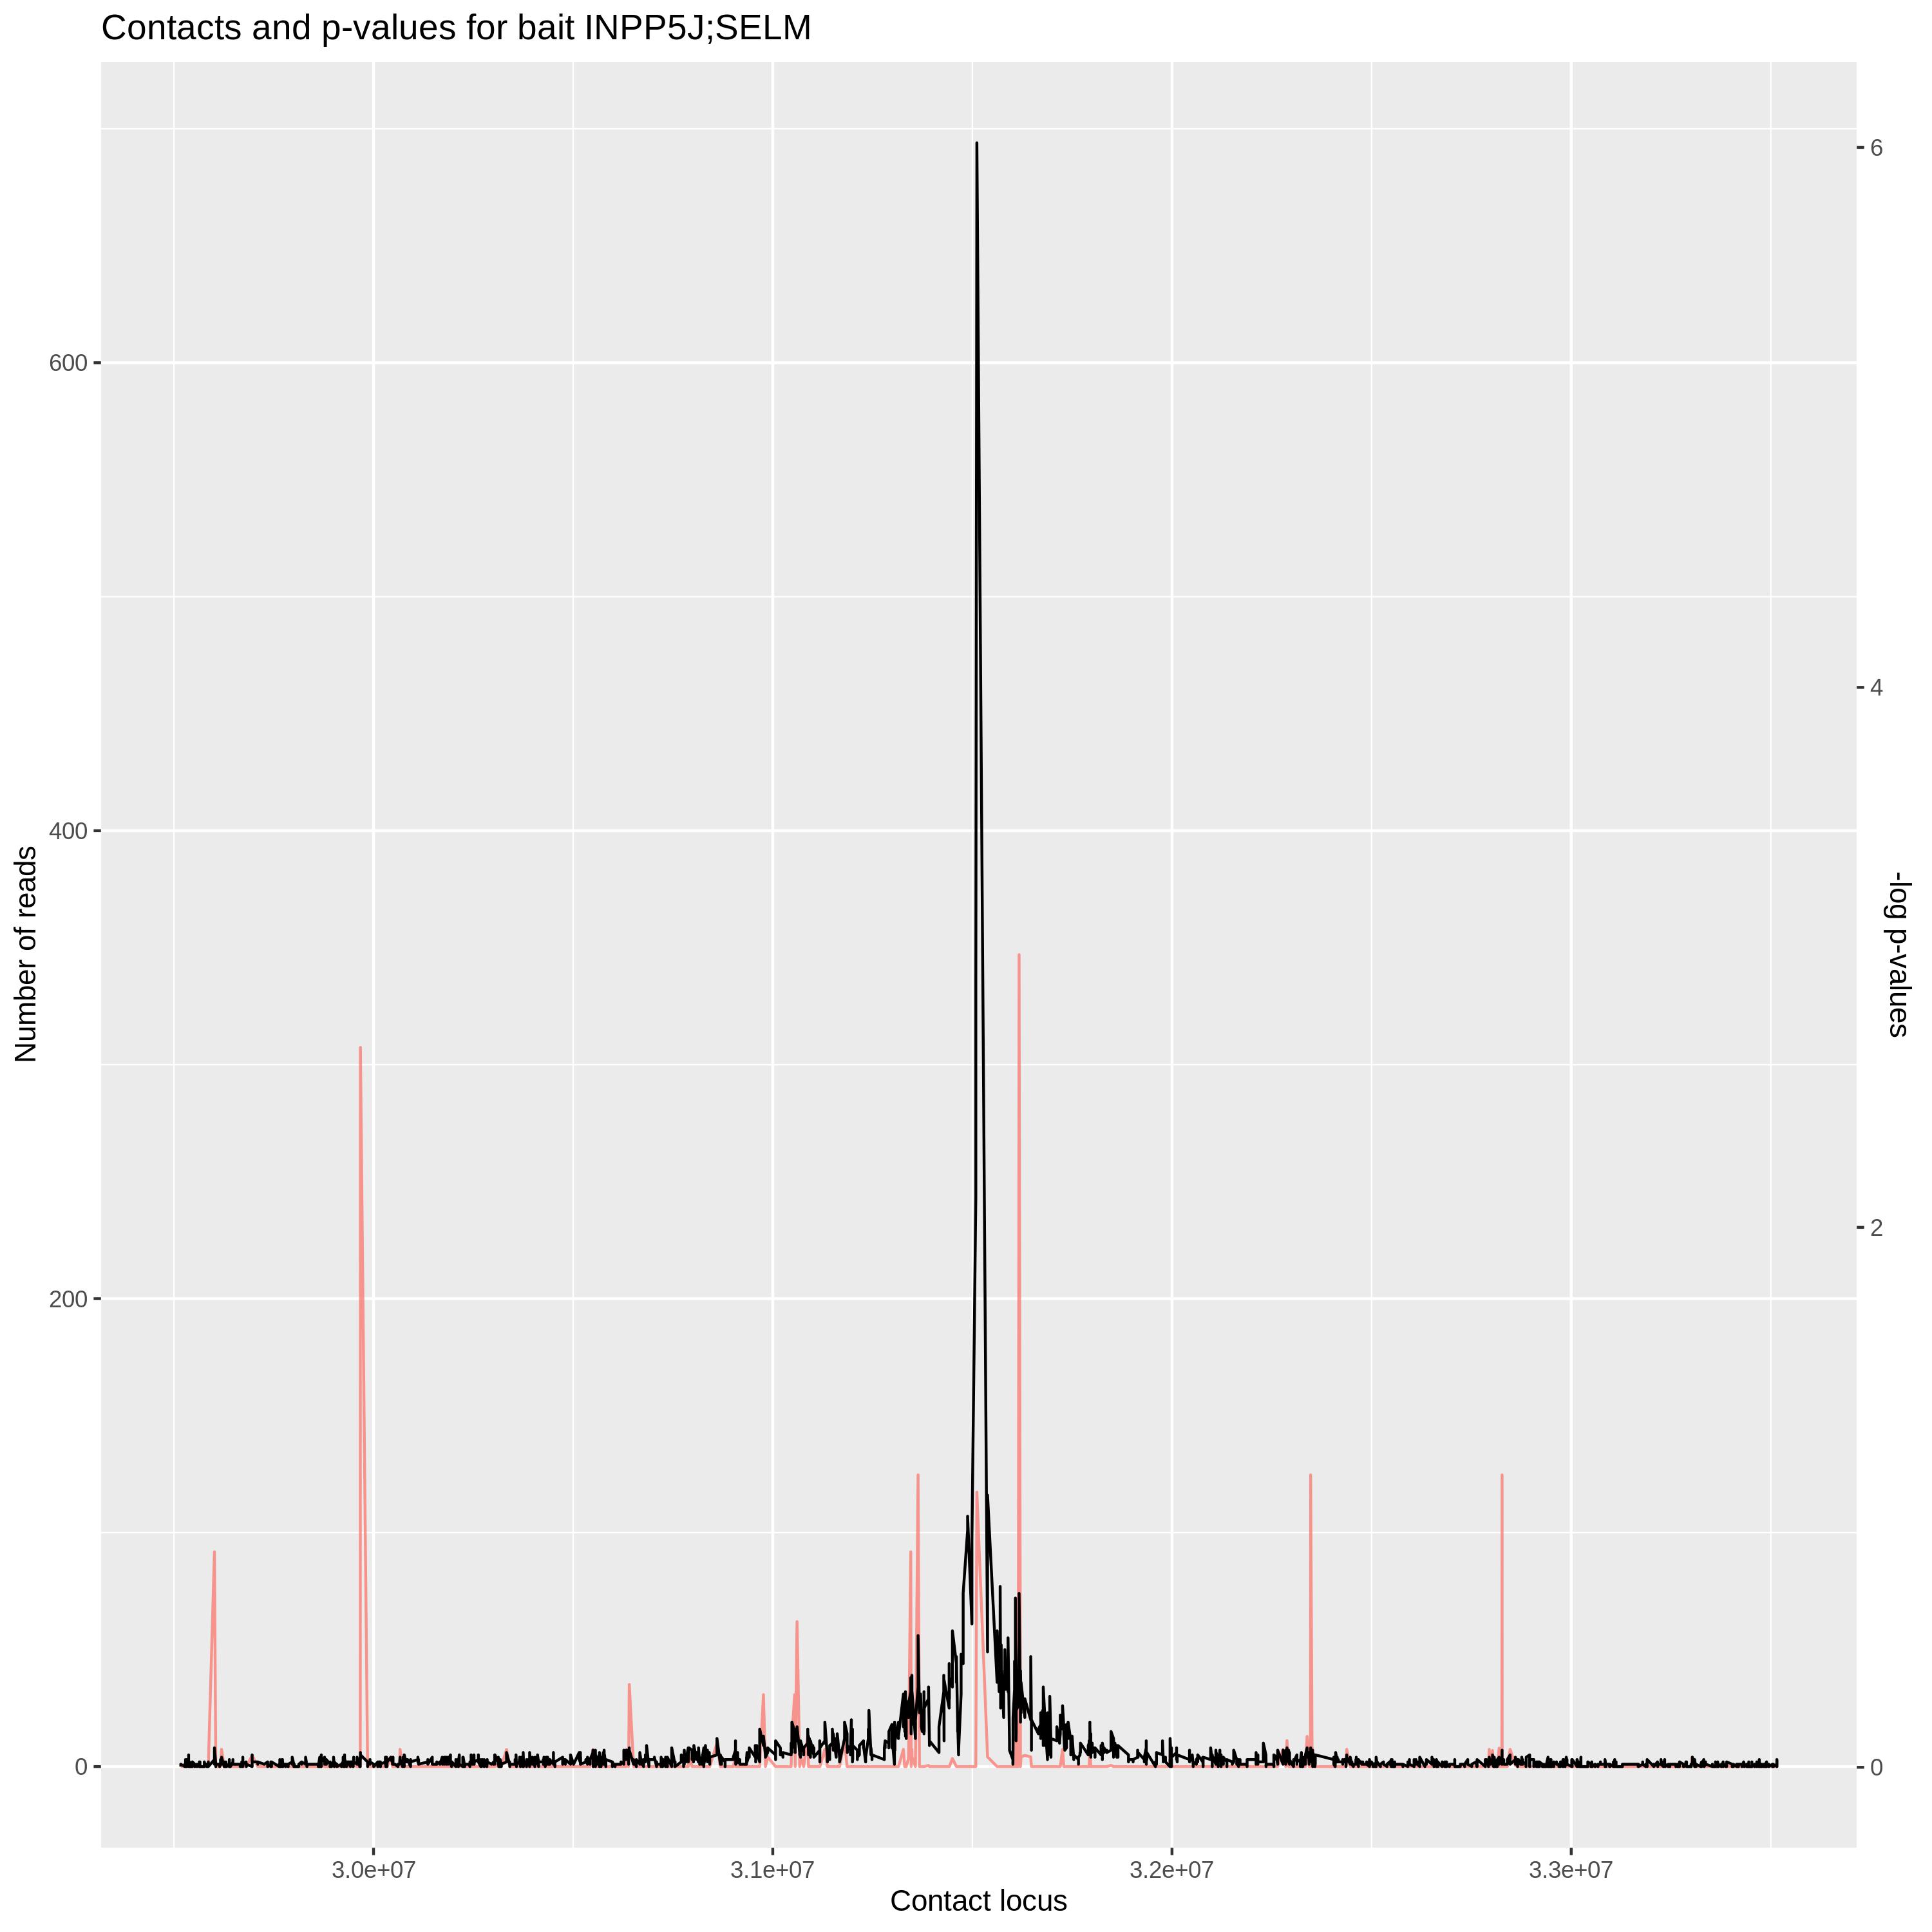 Contacts and p-values for bait INPP5J;SELM
6
600
4
400
Number of reads
-log p-values
2
200
0
0
3.0e+07
3.1e+07
3.2e+07
3.3e+07
Contact locus